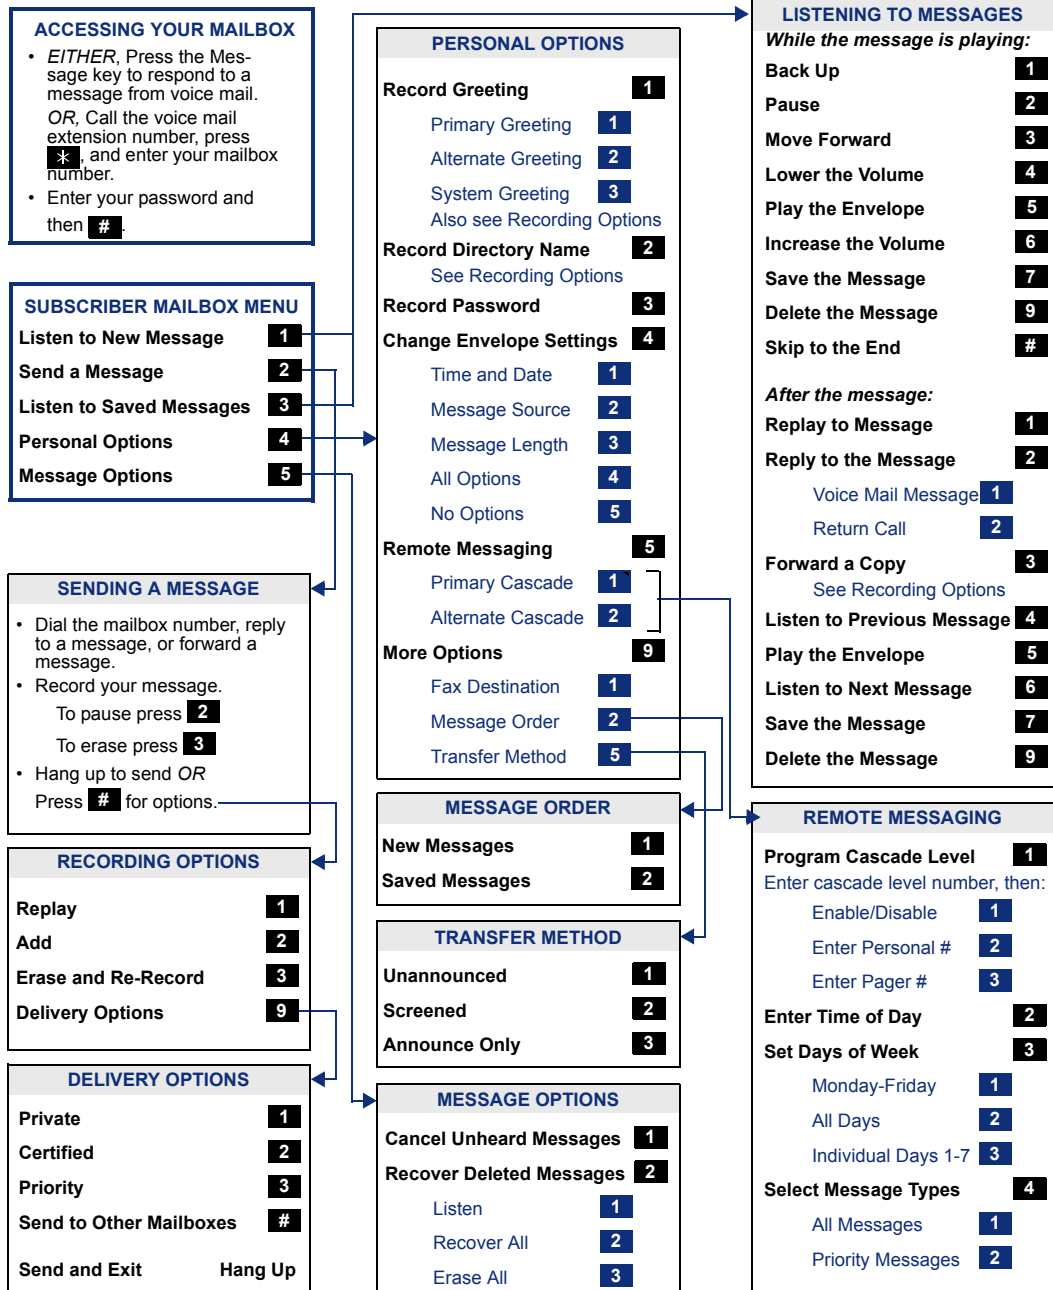 ACCESSING YOUR MAILBOX
• EITHER, Press the Mes-
sage key to respond to a
message from voice mail.
OR, Call the voice mail
extension number, press
* , and enter your mailbox
number.
• Enter your password and
then # .
SUBSCRIBER MAILBOX MENU
Listen to New Message 1
Send a Message 2
Listen to Saved Messages 3
Personal Options 4
Message Options 5
SENDING A MESSAGE
• Dial the mailbox number, reply
to a message, or forward a
message.
• Record your message.
To pause press 2
To erase press 3
• Hang up to send OR
Press # for options.
RECORDING OPTIONS
Replay 1
Add 2
Erase and Re-Record 3
Delivery Options 9
DELIVERY OPTIONS
Private 1
Certified 2
Priority 3
Send to Other Mailboxes #
Send and Exit Hang Up
PERSONAL OPTIONS
Record Greeting 1
Primary Greeting 1
Alternate Greeting 2
System Greeting 3
Also see Recording Options
Record Directory Name 2
See Recording Options
Record Password 3
Change Envelope Settings 4
Time and Date 1
Message Source 2
Message Length 3
All Options 4
No Options 5
Remote Messaging 5
Primary Cascade 1
Alternate Cascade 2
More Options 9
Fax Destination 1
Message Order 2
Transfer Method 5
MESSAGE ORDER
New Messages 1
Saved Messages 2
TRANSFER METHOD
Unannounced 1
Screened 2
Announce Only 3
MESSAGE OPTIONS
Cancel Unheard Messages 1
Recover Deleted Messages 2
Listen 1
Recover All 2
Erase All 3
LISTENING TO MESSAGES
While the message is playing:
Back Up 1
Pause 2
Move Forward 3
Lower the Volume 4
Play the Envelope 5
Increase the Volume 6
Save the Message 7
Delete the Message 9
Skip to the End #
After the message:
Replay to Message 1
Reply to the Message 2
Voice Mail Message 1
Return Call 2
Forward a Copy 3
See Recording Options
Listen to Previous Message 4
Play the Envelope 5
Listen to Next Message 6
Save the Message 7
Delete the Message 9
REMOTE MESSAGING
Program Cascade Level 1
Enter cascade level number, then:
Enable/Disable 1
Enter Personal # 2
Enter Pager # 3
Enter Time of Day 2
Set Days of Week 3
Monday-Friday 1
All Days 2
Individual Days 1-7 3
Select Message Types 4
All Messages 1
Priority Messages 2